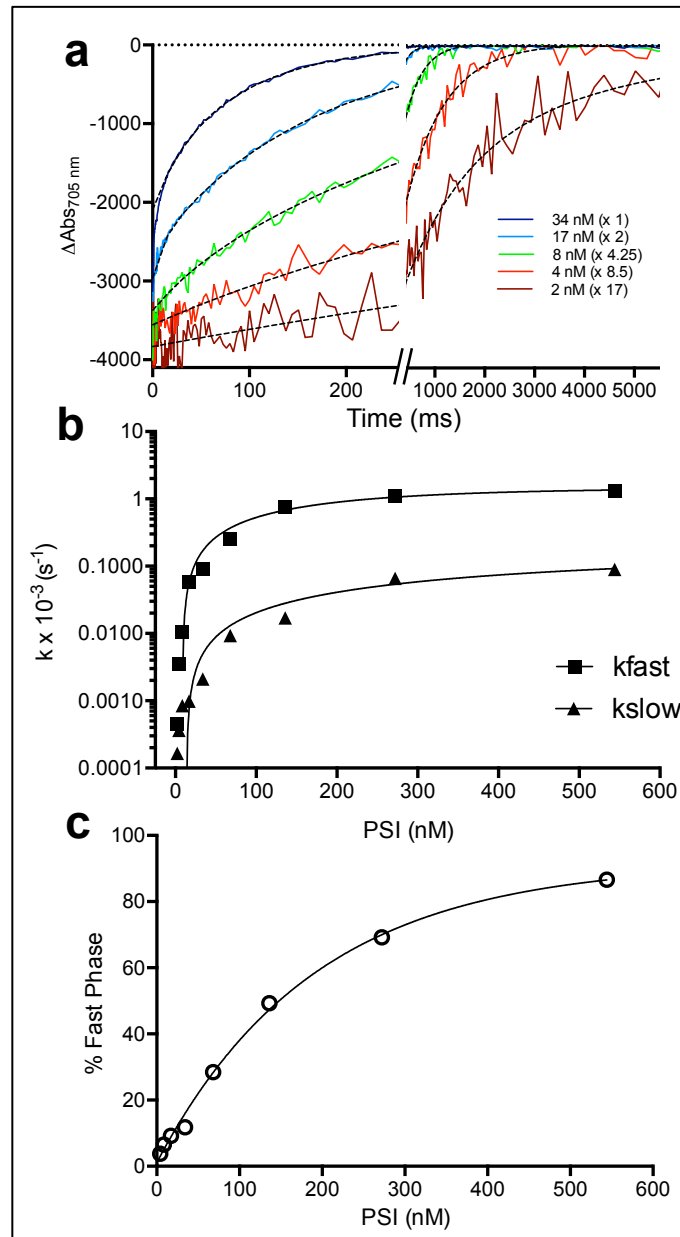 a
0
-1000
-2000
-3000
-4000
ΔAbs705 nm
34 nM (x 1)
17 nM (x 2)
8 nM (x 4.25)
4 nM (x 8.5)
2 nM (x 17)
0 100 200 1000 2000 3000 4000 5000
Time (ms)
b
10
1
0.1000
0.0100
0.0010
0.0001
k x 10-3 (s-1)
kfast
kslow
0 100 200 300 400 500 600
PSI (nM)
c
100
80
60
40
20
0
% Fast Phase
0 100 200 300 400 500 600
PSI (nM)